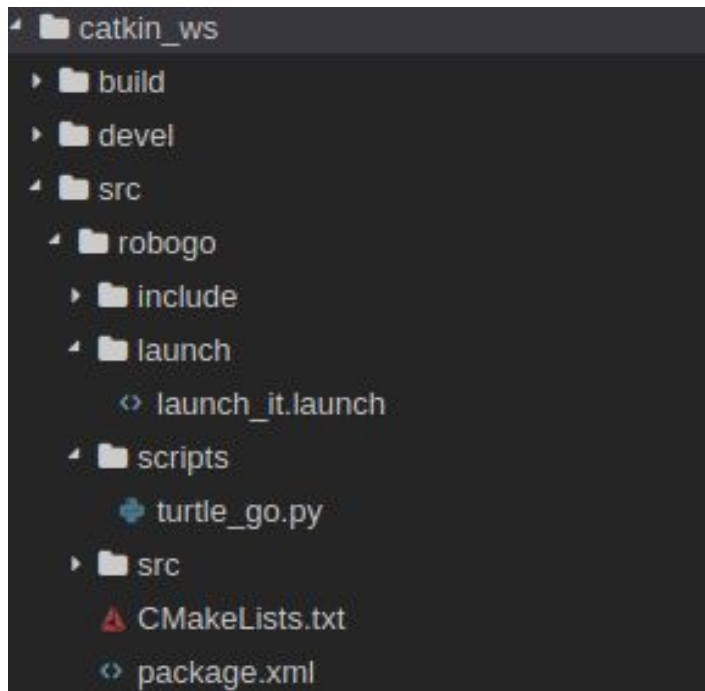 catkin_ws
build
devel
src
robogo
include
launch
launch_it.launch
scripts
turtle_go.py
src
CMakeLists.txt
package.xml